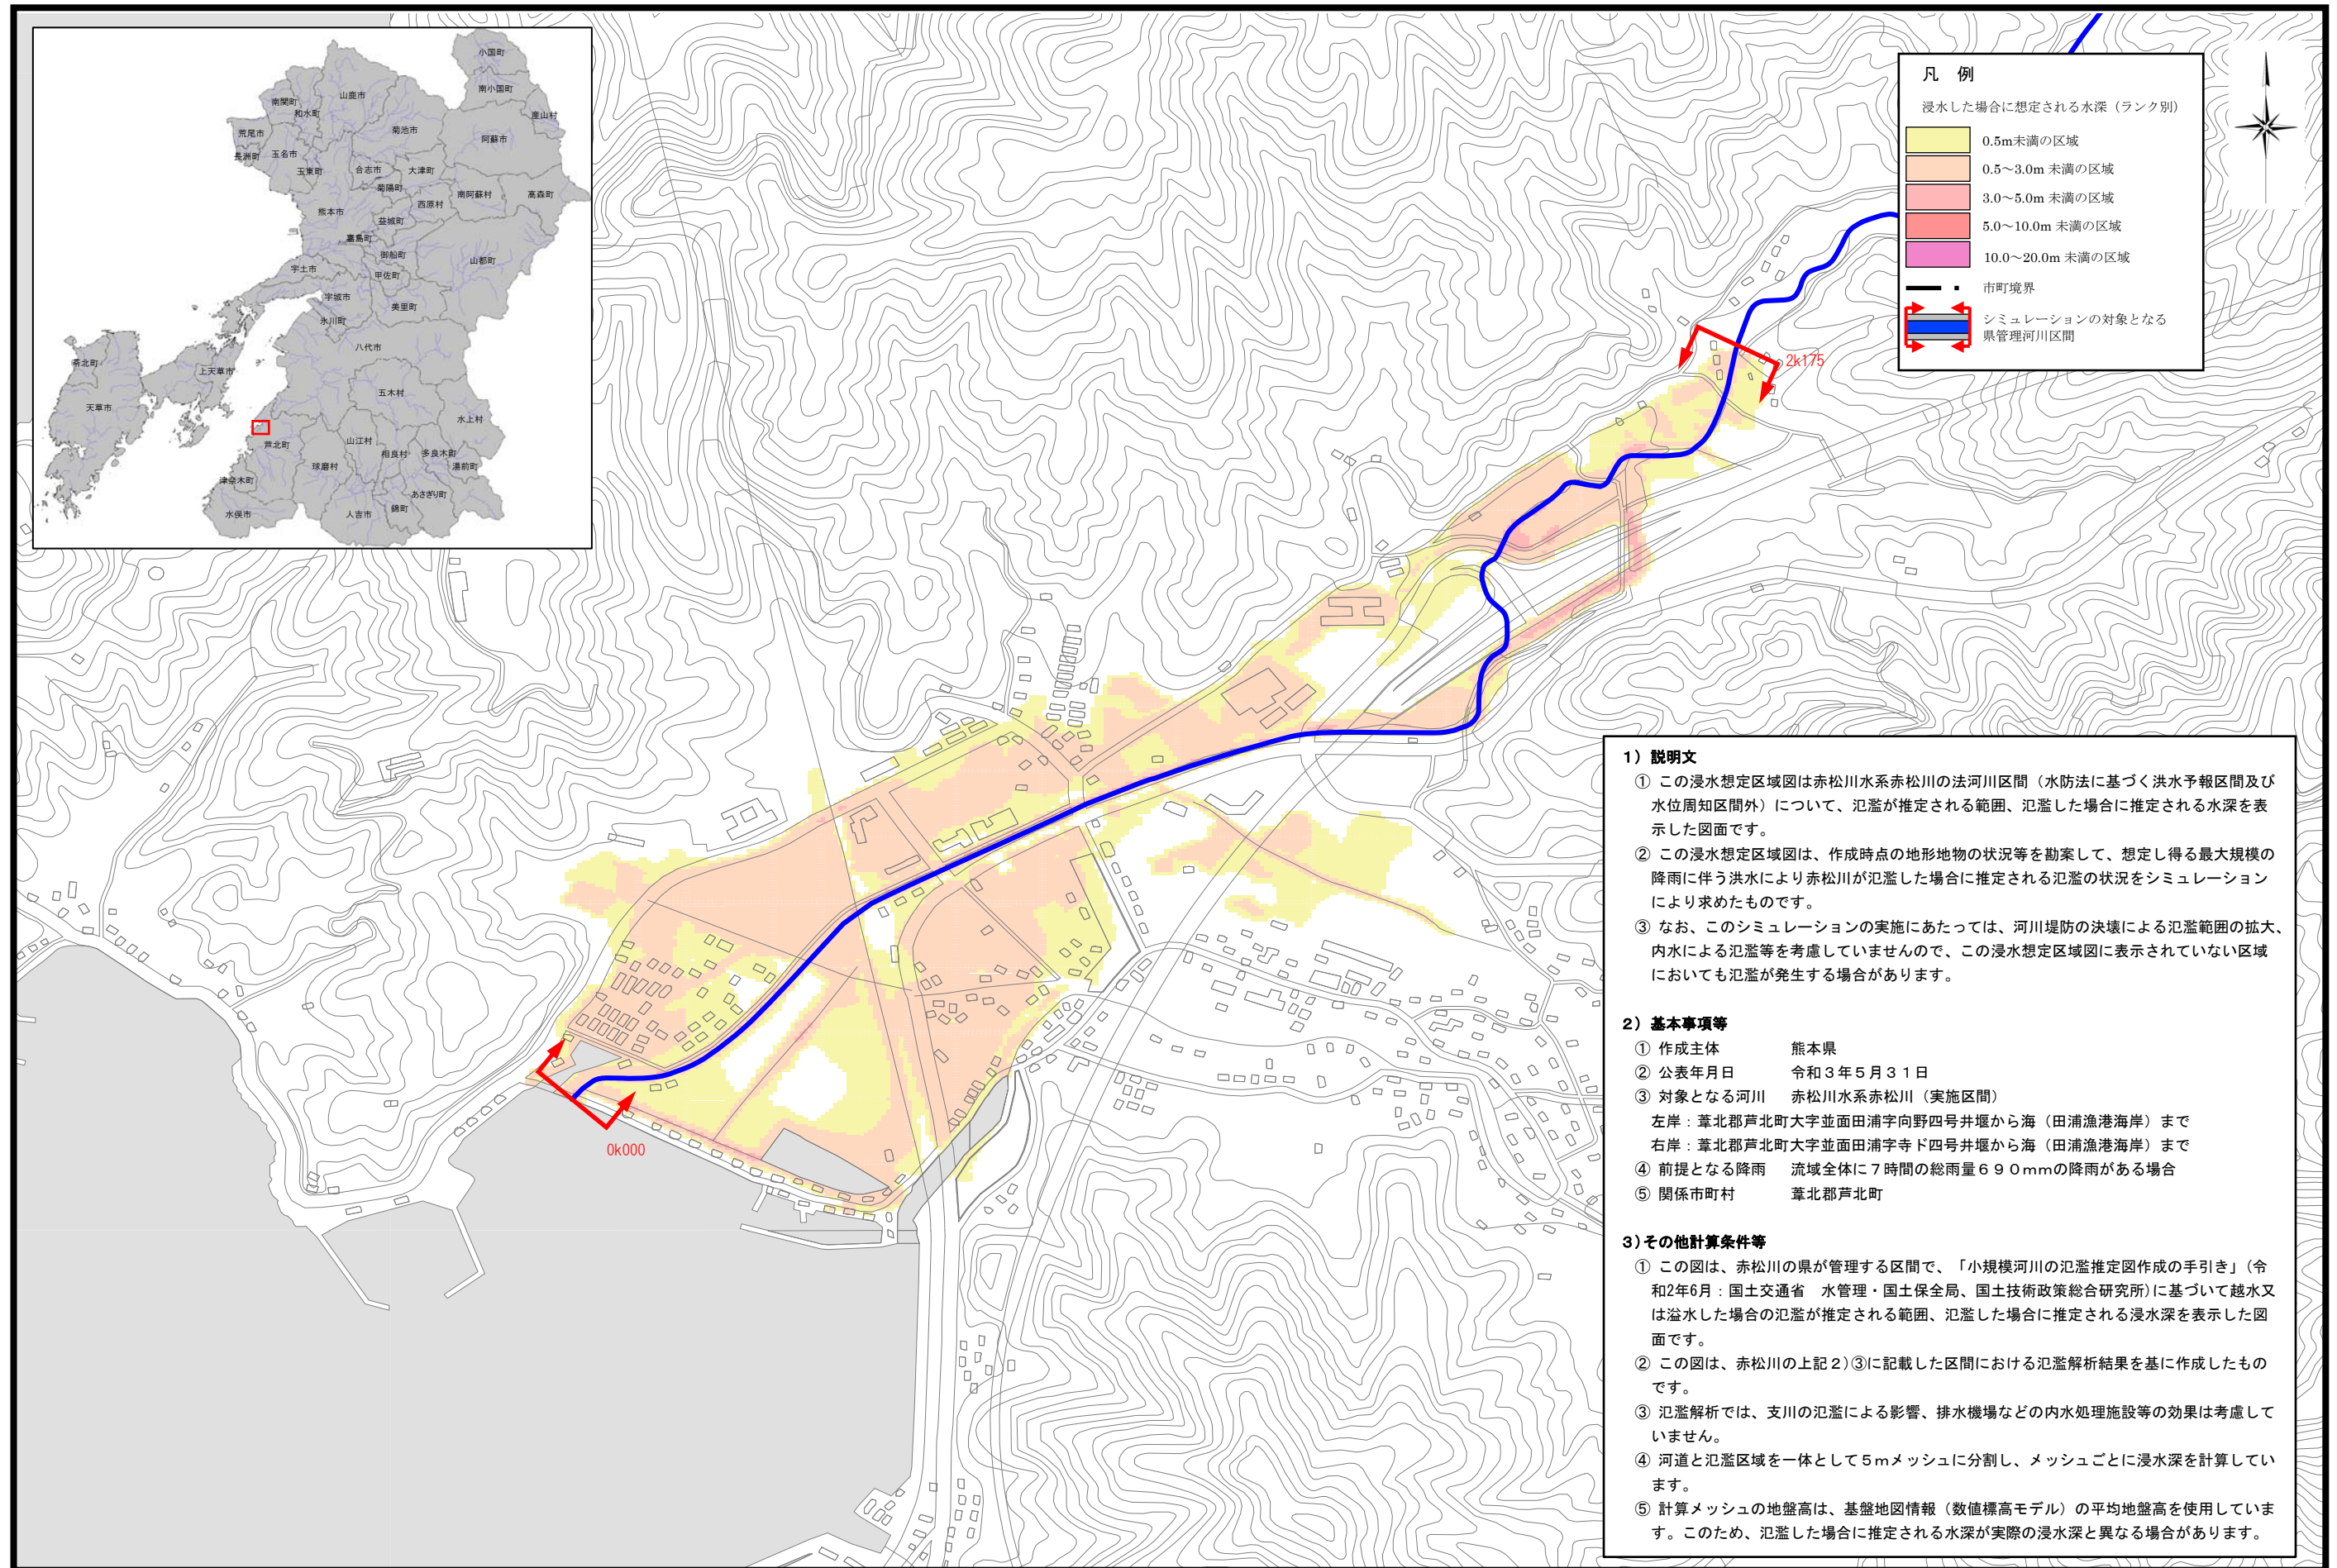 小国町
南小国町
産山村
南関町
和水町
山鹿市
菊池市
阿蘇市
荒尾市
長洲町
玉名市
玉東町
合志市
大津町
菊陽町
西原村
南阿蘇村
高森町
熊本市
益城町
嘉島町
御船町
山都町
宇土市
甲佐町
宇城市
美里町
氷川町
八代市
苓北町
上天草市
天草市
五木村
水上村
芦北町
山江村
球磨村
相良村
多良木町
湯前町
津奈木町
あさぎり町
水俣市
人吉市
錦町
凡 例
浸水した場合に想定される水深（ランク別）
0.5m未満の区域
0.5～3.0m 未満の区域
3.0～5.0m 未満の区域
5.0～10.0m 未満の区域
10.0～20.0m 未満の区域
市町境界
シミュレーションの対象となる
県管理河川区間
2k175
0k000
1）説明文
① この浸水想定区域図は赤松川水系赤松川の法河川区間（水防法に基づく洪水予報区間及び
水位周知区間外）について、氾濫が推定される範囲、氾濫した場合に推定される水深を表
示した図面です。
② この浸水想定区域図は、作成時点の地形地物の状況等を勘案して、想定し得る最大規模の
降雨に伴う洪水により赤松川が氾濫した場合に推定される氾濫の状況をシミュレーション
により求めたものです。
③ なお、このシミュレーションの実施にあたっては、河川堤防の決壊による氾濫範囲の拡大、
内水による氾濫等を考慮していませんので、この浸水想定区域図に表示されていない区域
においても氾濫が発生する場合があります。
2）基本事項等
① 作成主体 熊本県
② 公表年月日 令和３年５月３１日
③ 対象となる河川 赤松川水系赤松川（実施区間）
左岸：葦北郡芦北町大字並面田浦字向野四号井堰から海（田浦漁港海岸）まで
右岸：葦北郡芦北町大字並面田浦字寺ド四号井堰から海（田浦漁港海岸）まで
④ 前提となる降雨 流域全体に７時間の総雨量６９０mmの降雨がある場合
⑤ 関係市町村 葦北郡芦北町
3)その他計算条件等
① この図は、赤松川の県が管理する区間で、「小規模河川の氾濫推定図作成の手引き」（令
和2年6月：国土交通省 水管理・国土保全局、国土技術政策総合研究所)に基づいて越水又
は溢水した場合の氾濫が推定される範囲、氾濫した場合に推定される浸水深を表示した図
面です。
② この図は、赤松川の上記２)③に記載した区間における氾濫解析結果を基に作成したもの
です。
③ 氾濫解析では、支川の氾濫による影響、排水機場などの内水処理施設等の効果は考慮して
いません。
④ 河道と氾濫区域を一体として５ｍメッシュに分割し、メッシュごとに浸水深を計算してい
ます。
⑤ 計算メッシュの地盤高は、基盤地図情報（数値標高モデル）の平均地盤高を使用していま
す。このため、氾濫した場合に推定される水深が実際の浸水深と異なる場合があります。